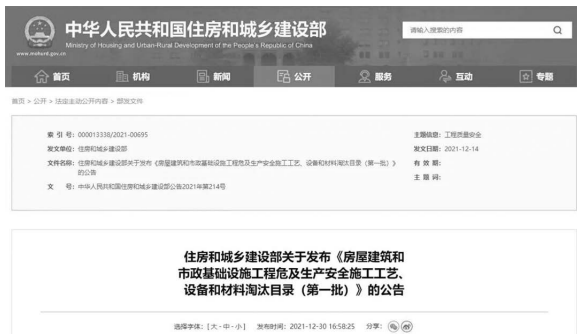 中华人民共和国住房和城乡建设部
Ministry of Housing and Urban-Rural Development of the People's Republic of China
www.mohurd.gov.cn
请输入搜索的内容
首页 机构 新闻 公开 服务 互动 专题
首页 > 公开 > 法定主动公开内容 > 部发文件
索 引 号：000013338/2021-00695 主题信息：工程质量安全
发文单位：住房和城乡建设部 发文日期：2021-12-14
文件名称：住房和城乡建设部关于发布《房屋建筑和市政基础设施工程危及生产安全施工工艺、设备和材料淘汰目录（第一批）》 有 效 期：
的公告 主 题 词：
文 号：中华人民共和国住房和城乡建设部公告2021年第214号
住房和城乡建设部关于发布《房屋建筑和
市政基础设施工程危及生产安全施工工艺、
设备和材料淘汰目录（第一批）》的公告
选择字体：[大 - 中 - 小] 发布时间：2021-12-30 16:58:25 分享：